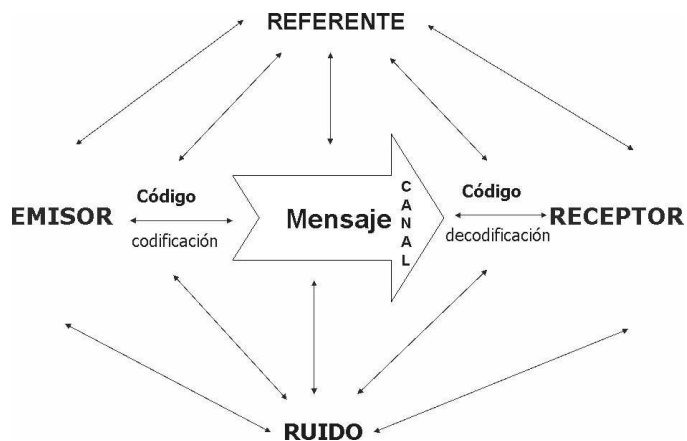 REFERENTE
Código
Código
EMISOR
Mensaje
CANAL
RECEPTOR
codificación
decodificación
RUIDO